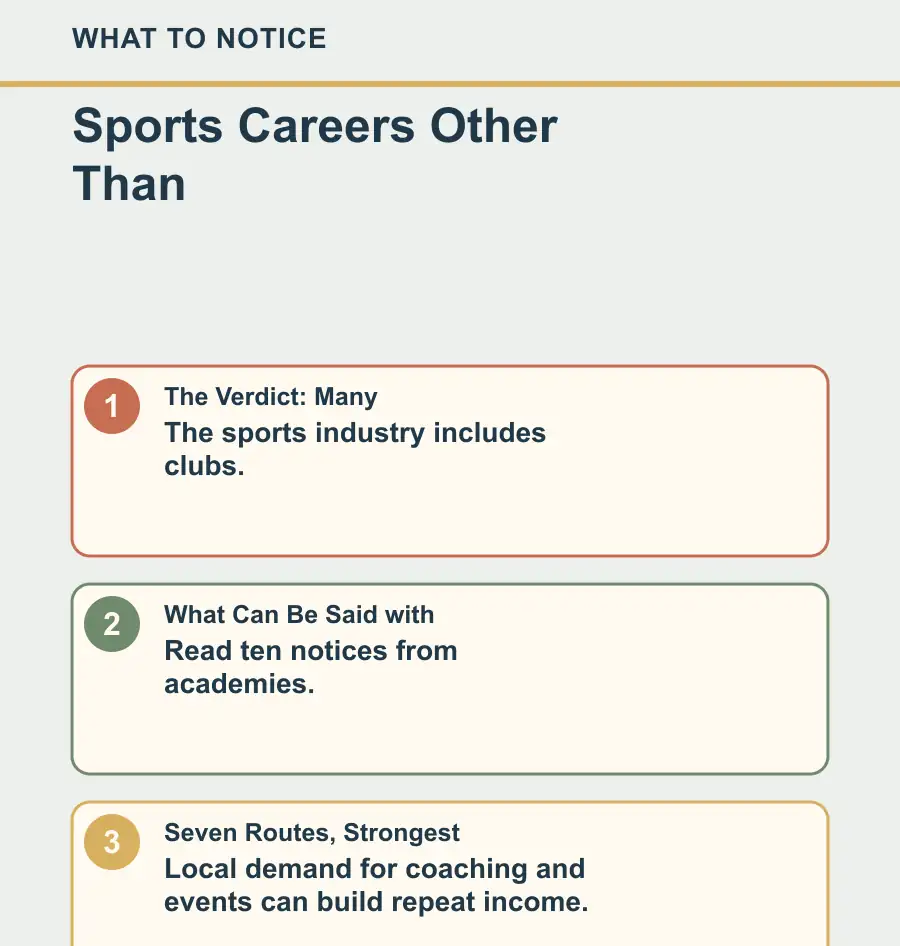 WHAT TO NOTICE
Sports Careers Other
Than
1
The Verdict: Many
The sports industry includes
clubs.
2
What Can Be Said with
Read ten notices from
academies.
3
Seven Routes, Strongest
Local demand for coaching and
events can build repeat income.